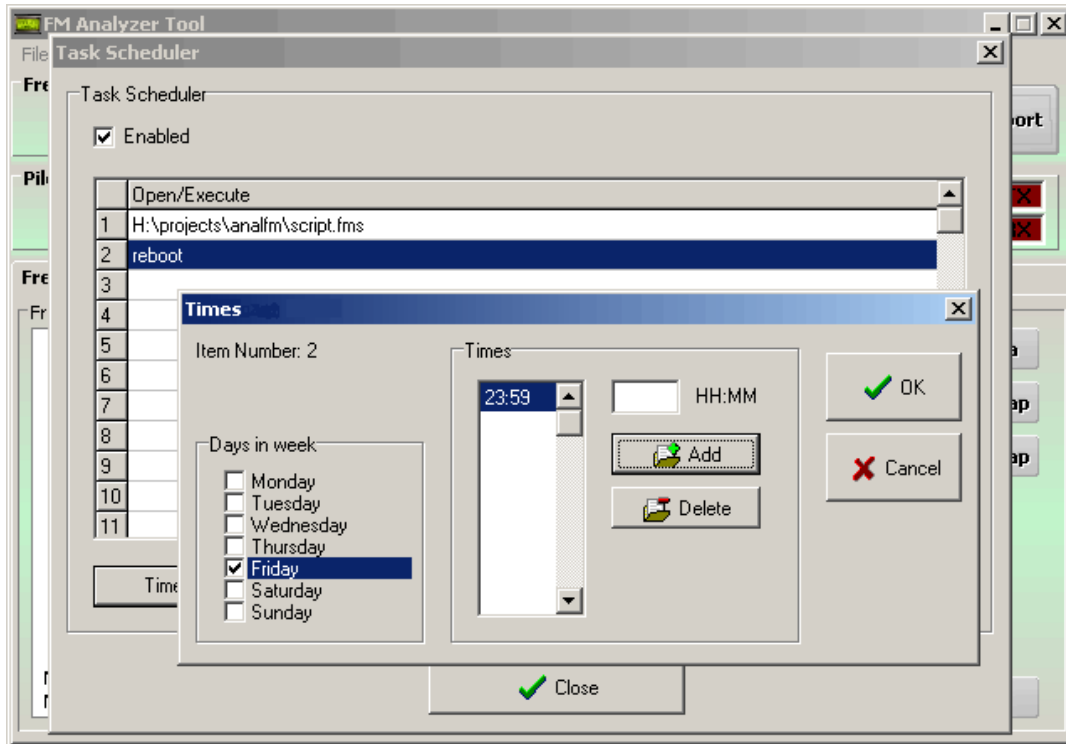 FM Analyzer Tool
File
Task Scheduler
Task Scheduler
Enabled
Open/Execute
1 H:\projects\analfm\script.fms
2 reboot
3
4
5
6
7
8
9
10
11
Times
Item Number: 2
Times
23:59
HH:MM
OK
Add
Cancel
Delete
Days in week
Monday
Tuesday
Wednesday
Thursday
Friday
Saturday
Sunday
Close